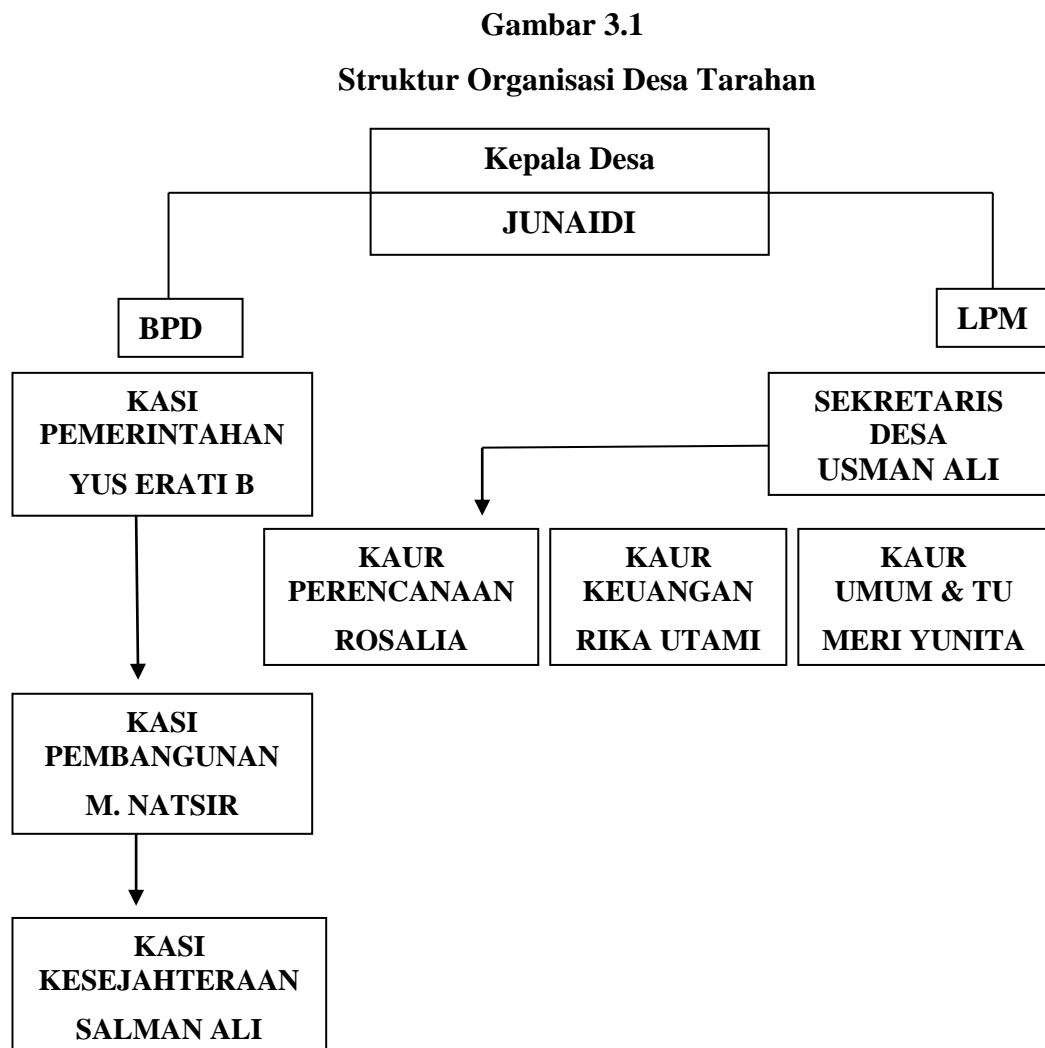 Gambar 3.1
Struktur Organisasi Desa Tarahan
Kepala Desa
JUNAIDI
BPD
LPM
KASI
PEMERINTAHAN
YUS ERATI B
SEKRETARIS
DESA
USMAN ALI
KAUR
PERENCANAAN
ROSALIA
KAUR
KEUANGAN
RIKA UTAMI
KAUR
UMUM & TU
MERI YUNITA
KASI
PEMBANGUNAN
M. NATSIR
KASI
KESEJAHTERAAN
SALMAN ALI